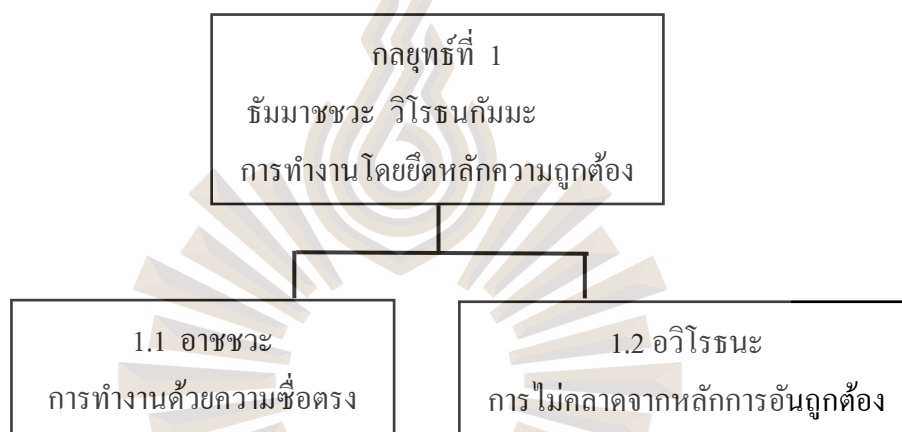 กลยุทธ์ที่ 1
ธัมมาชชวะ วิโรธนกัมมะ
การทำงานโดยยึดหลักความถูกต้อง
1.1 อาชชวะ
การทำงานด้วยความซื่อตรง
1.2 อวิโรธนะ
การไม่คลาดจากหลักการอันถูกต้อง